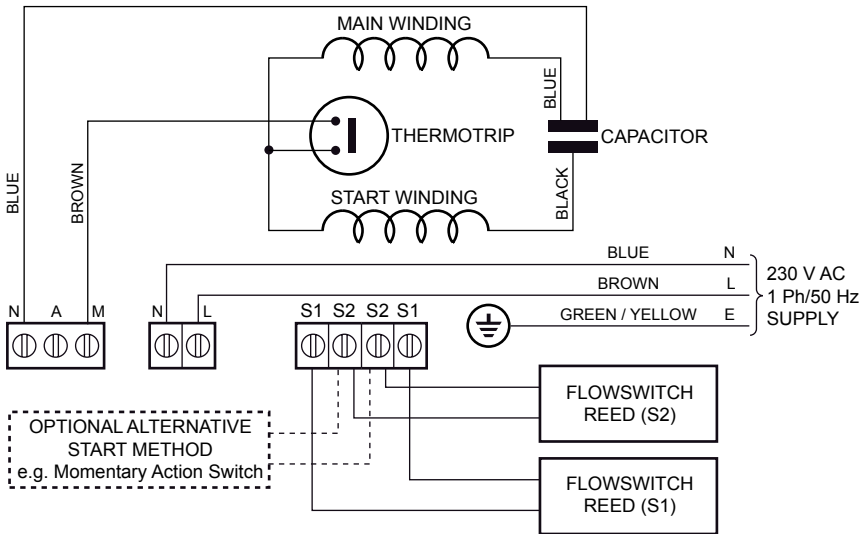 MAIN WINDING
BLUE
THERMOTRIP
CAPACITOR
BLUE
BROWN
START WINDING
BLACK
BLUE N
BROWN L
GREEN / YELLOW E
230 V AC
1 Ph/50 Hz
SUPPLY
N A M
N L
S1 S2 S2 S1
FLOWSWITCH
REED (S2)
OPTIONAL ALTERNATIVE
START METHOD
e.g. Momentary Action Switch
FLOWSWITCH
REED (S1)